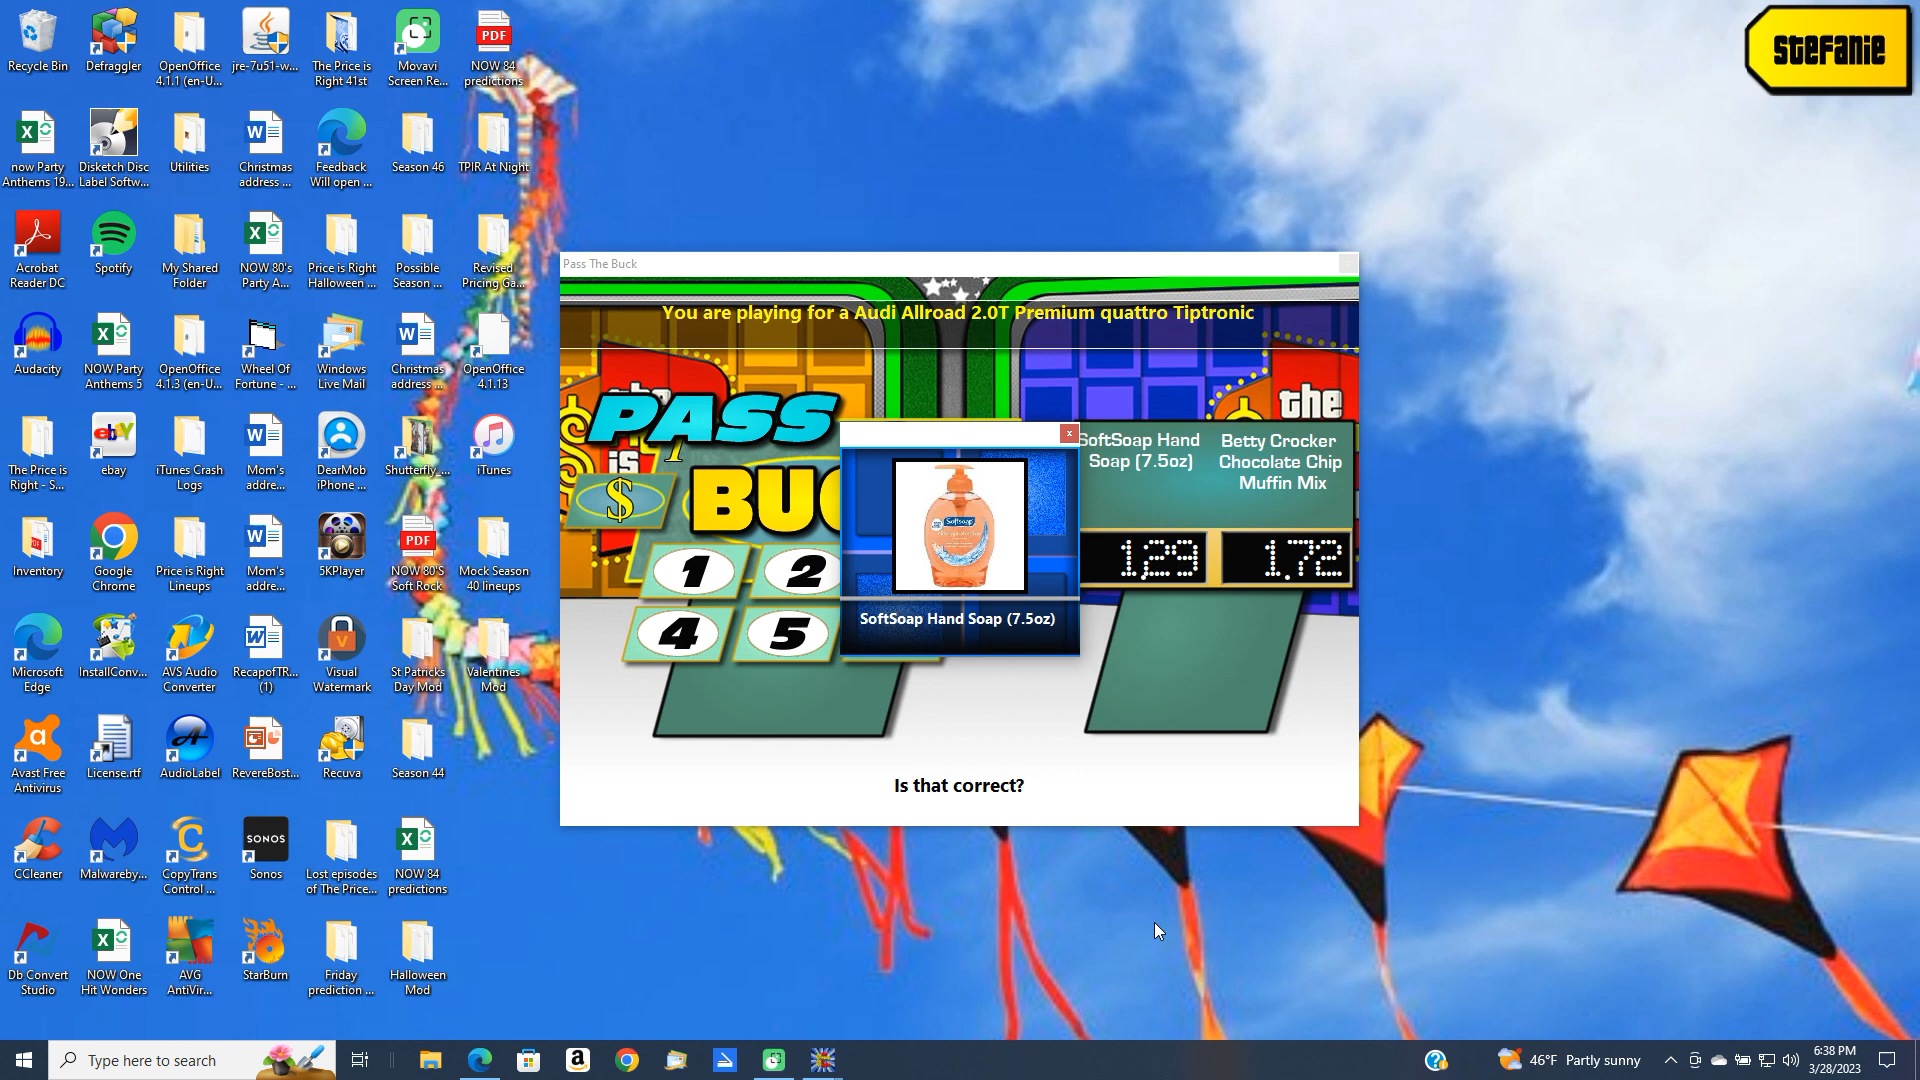 Recycle Bin
Defraggler
OpenOffice
4.1.1 (en-U...
jre-7u51-w...
The Price is
Right 41st
Movavi
Screen Re...
PDF
NOW 84
predictions
STEFANIE
now Party
Anthems 19...
Disketch Disc
Label Softw...
Utilities
Christmas
address ...
Feedback
Will open ...
Season 46
TPIR At Night
Acrobat
Reader DC
Spotify
My Shared
Folder
NOW 80's
Party A...
Price is Right
Halloween ...
Possible
Season ...
Revised
Pricing Ga...
Audacity
NOW Party
Anthems 5
OpenOffice
4.1.3 (en-U...
Wheel Of
Fortune - ...
Windows
Live Mail
Christmas
address ...
OpenOffice
4.1.13
The Price is
Right - S...
ebay
iTunes Crash
Logs
Mom's
addre...
DearMob
iPhone ...
Shutterfly_...
iTunes
Inventory
Google
Chrome
Price is Right
Lineups
Mom's
addre...
5KPlayer
PDF
NOW 80'S
Soft Rock
Mock Season
40 lineups
Microsoft
Edge
InstallConv...
AVS Audio
Converter
RecapofTR...
(1)
Visual
Watermark
St Patricks
Day Mod
Valentines
Mod
Avast Free
Antivirus
License.rtf
AudioLabel
RevereBost...
Recuva
Season 44
CCleaner
Malwareby...
CopyTrans
Control ...
SONOS
Sonos
Lost episodes
of The Price...
NOW 84
predictions
Db Convert
Studio
NOW One
Hit Wonders
AVG
AntiVir...
StarBurn
Friday
prediction ...
Halloween
Mod
Pass The Buck
You are playing for a Audi Allroad 2.0T Premium quattro Tiptronic
the
is
PASS
$
BUC
1
2
4
5
x
Softsoap
SoftSoap Hand Soap (7.5oz)
the
SoftSoap Hand
Soap (7.5oz)
Betty Crocker
Chocolate Chip
Muffin Mix
1.29
1.72
Is that correct?
Type here to search
46°F Partly sunny
6:38 PM
3/28/2023